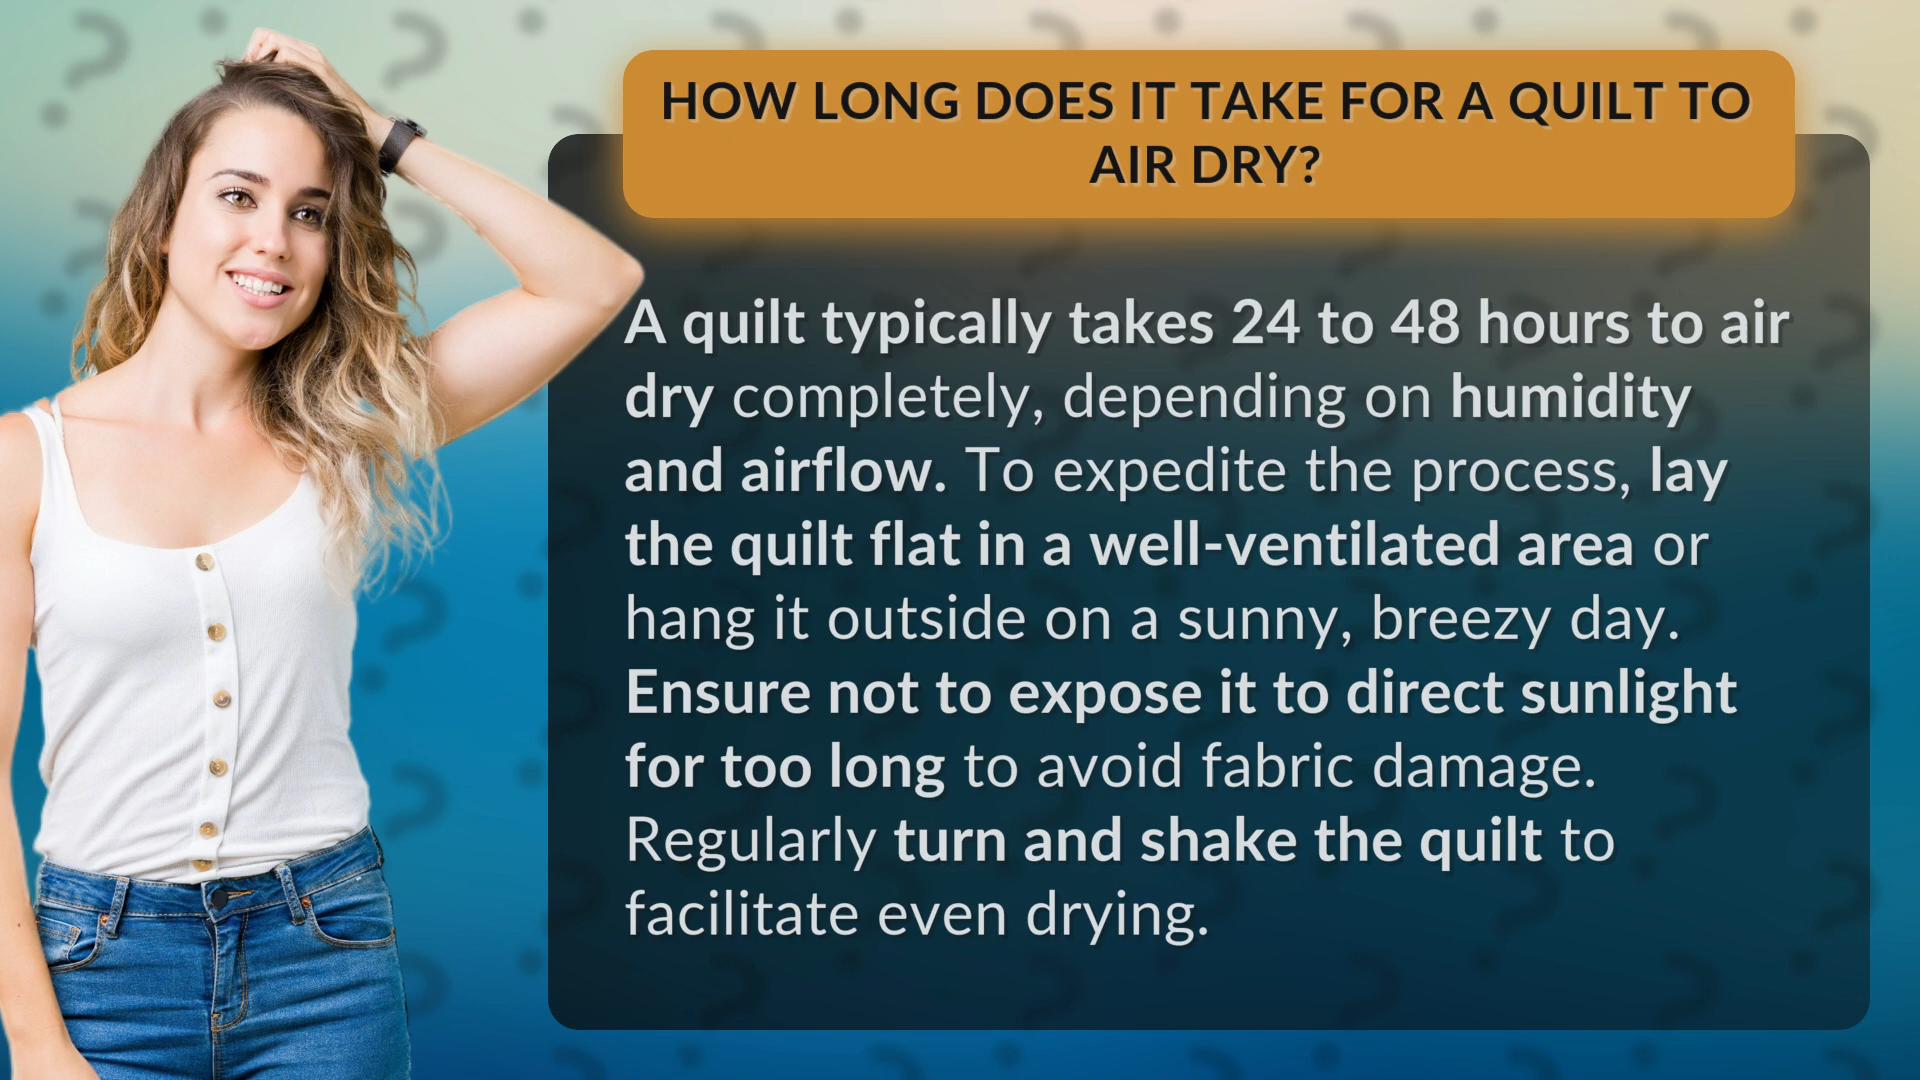 HOW LONG DOES IT TAKE FOR A QUILT TO
AIR DRY?
A quilt typically takes 24 to 48 hours to air
dry completely, depending on humidity
and airflow. To expedite the process, lay
the quilt flat in a well-ventilated area or
hang it outside on a sunny, breezy day.
Ensure not to expose it to direct sunlight
for too long to avoid fabric damage.
Regularly turn and shake the quilt to
facilitate even drying.